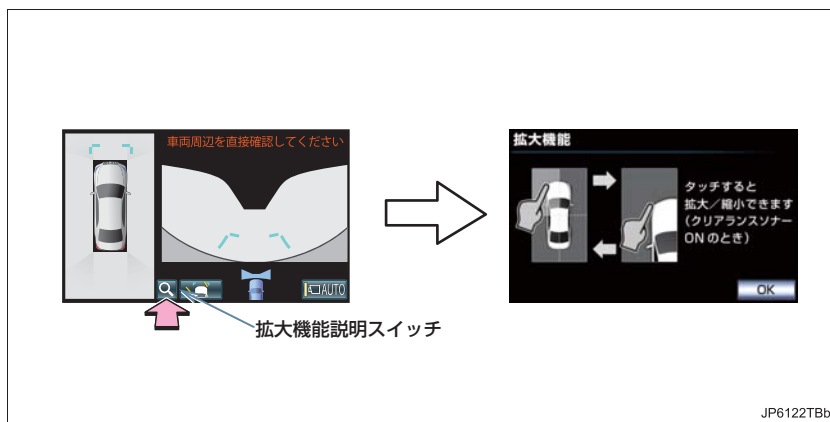 車両周辺を直接確認してください
AUTO
拡大機能説明スイッチ
拡大機能
タッチすると
拡大／縮小できます
(クリアランスソナー
ONのとき)
OK
JP6122TBb